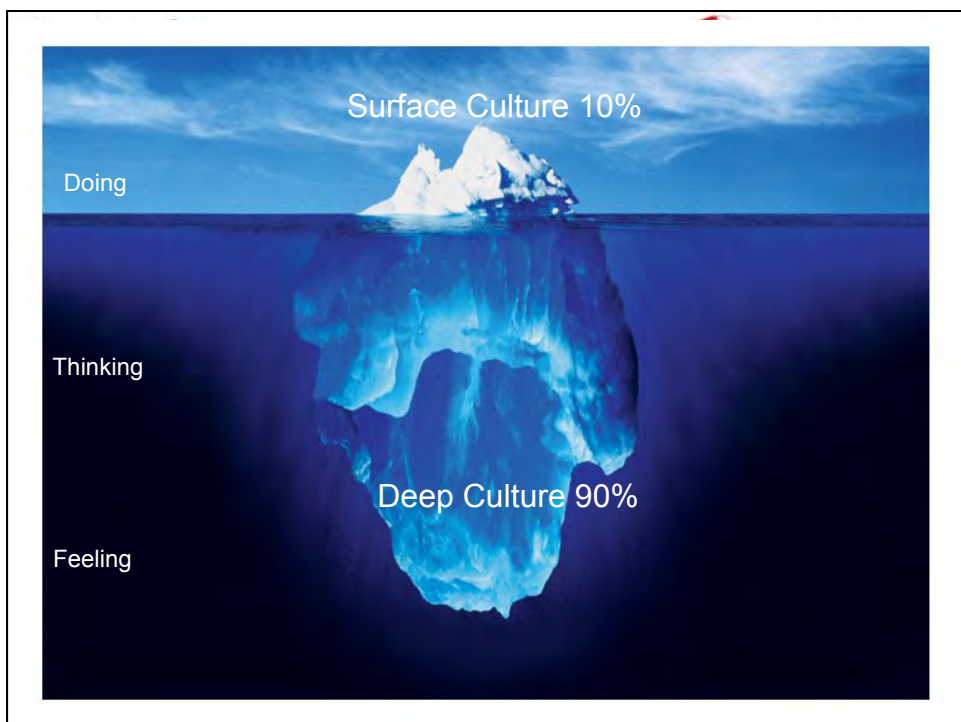 Surface Culture 10%
Doing
Thinking
Deep Culture 90%
Feeling